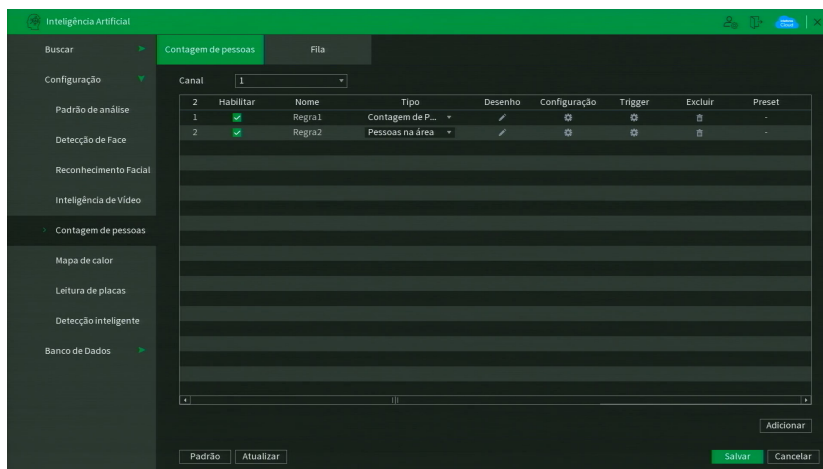 Inteligência Artificial
Buscar
Configuração
Padrão de análise
Detecção de Face
Reconhecimento Facial
Inteligência de Vídeo
Contagem de pessoas
Mapa de calor
Leitura de placas
Detecção inteligente
Banco de Dados
Contagem de pessoas Fila
Canal 1
2 Habilitar Nome Tipo Desenho Configuração Trigger Excluir Preset
1 Regra1 Contagem de P... -
2 Regra2 Pessoas na área -
Adicionar
Padrão Atualizar Salvar Cancelar